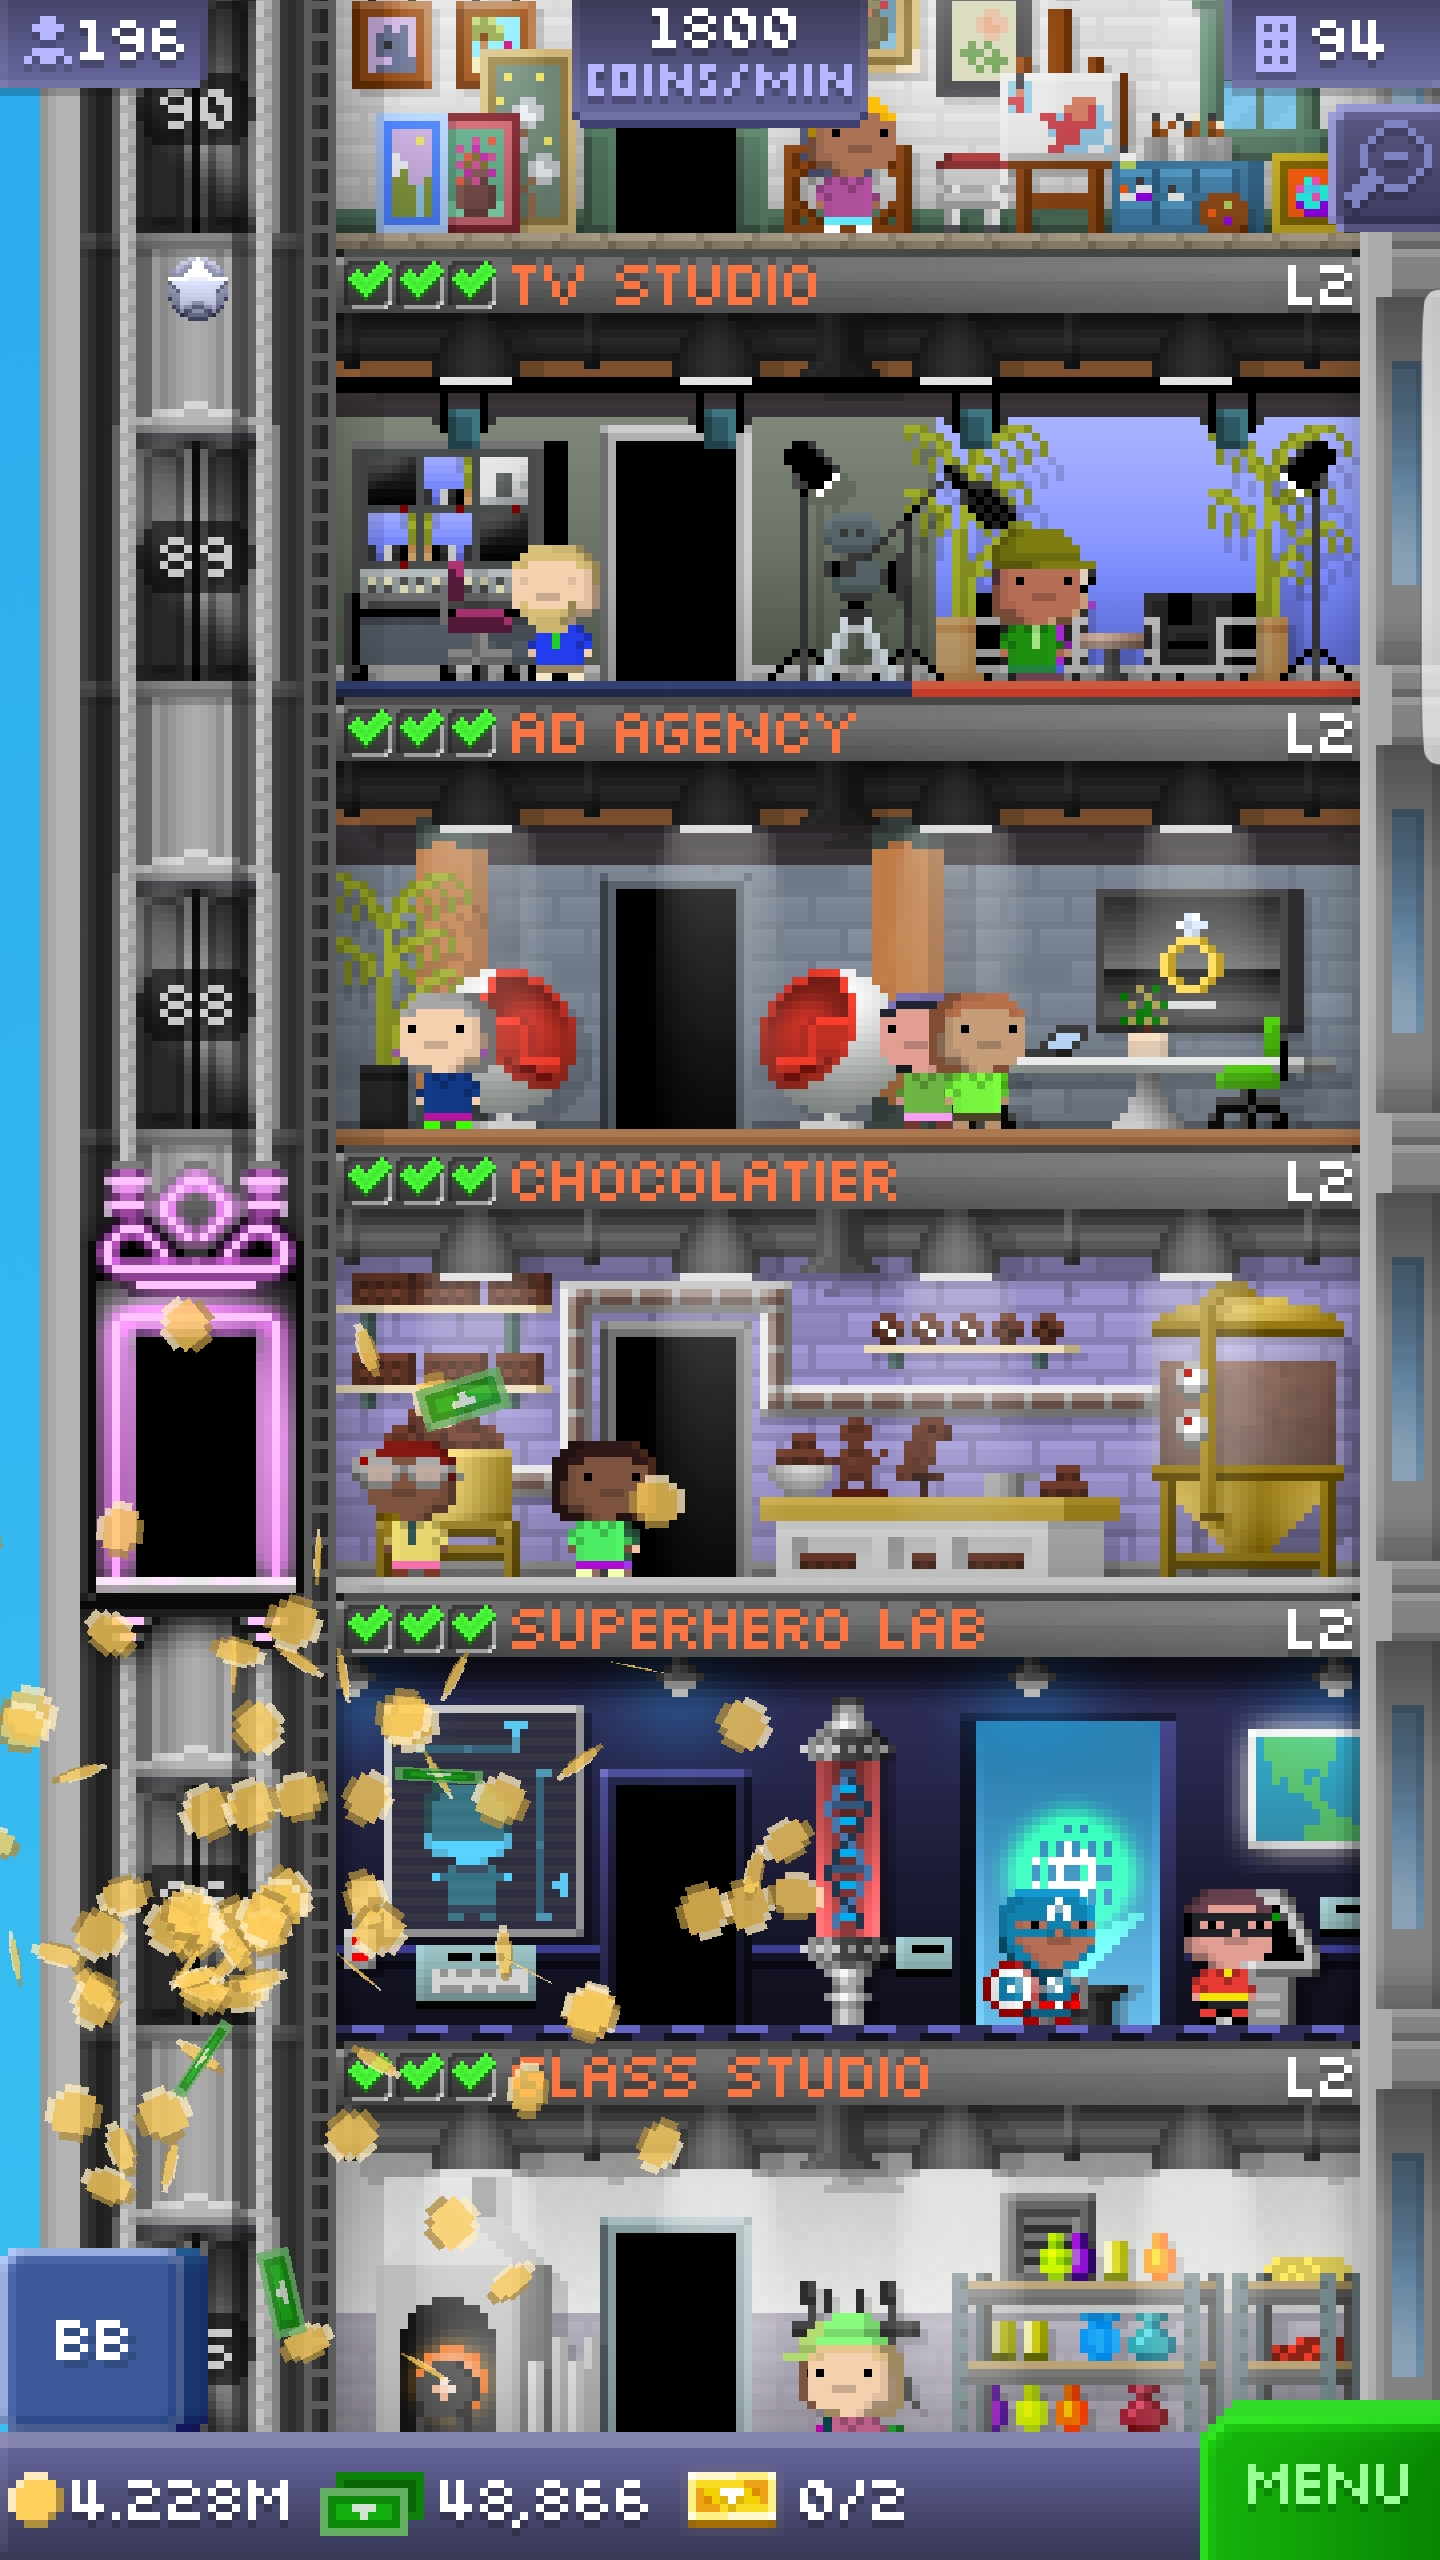 196
1800
COINS/MIN
94
90
TV STUDIO L2
89
AD AGENCY L2
88
CHOCOLATIER L2
SUPERHERO LAB L2
GLASS STUDIO L2
BB
4.228M 48,866 0/2
MENU